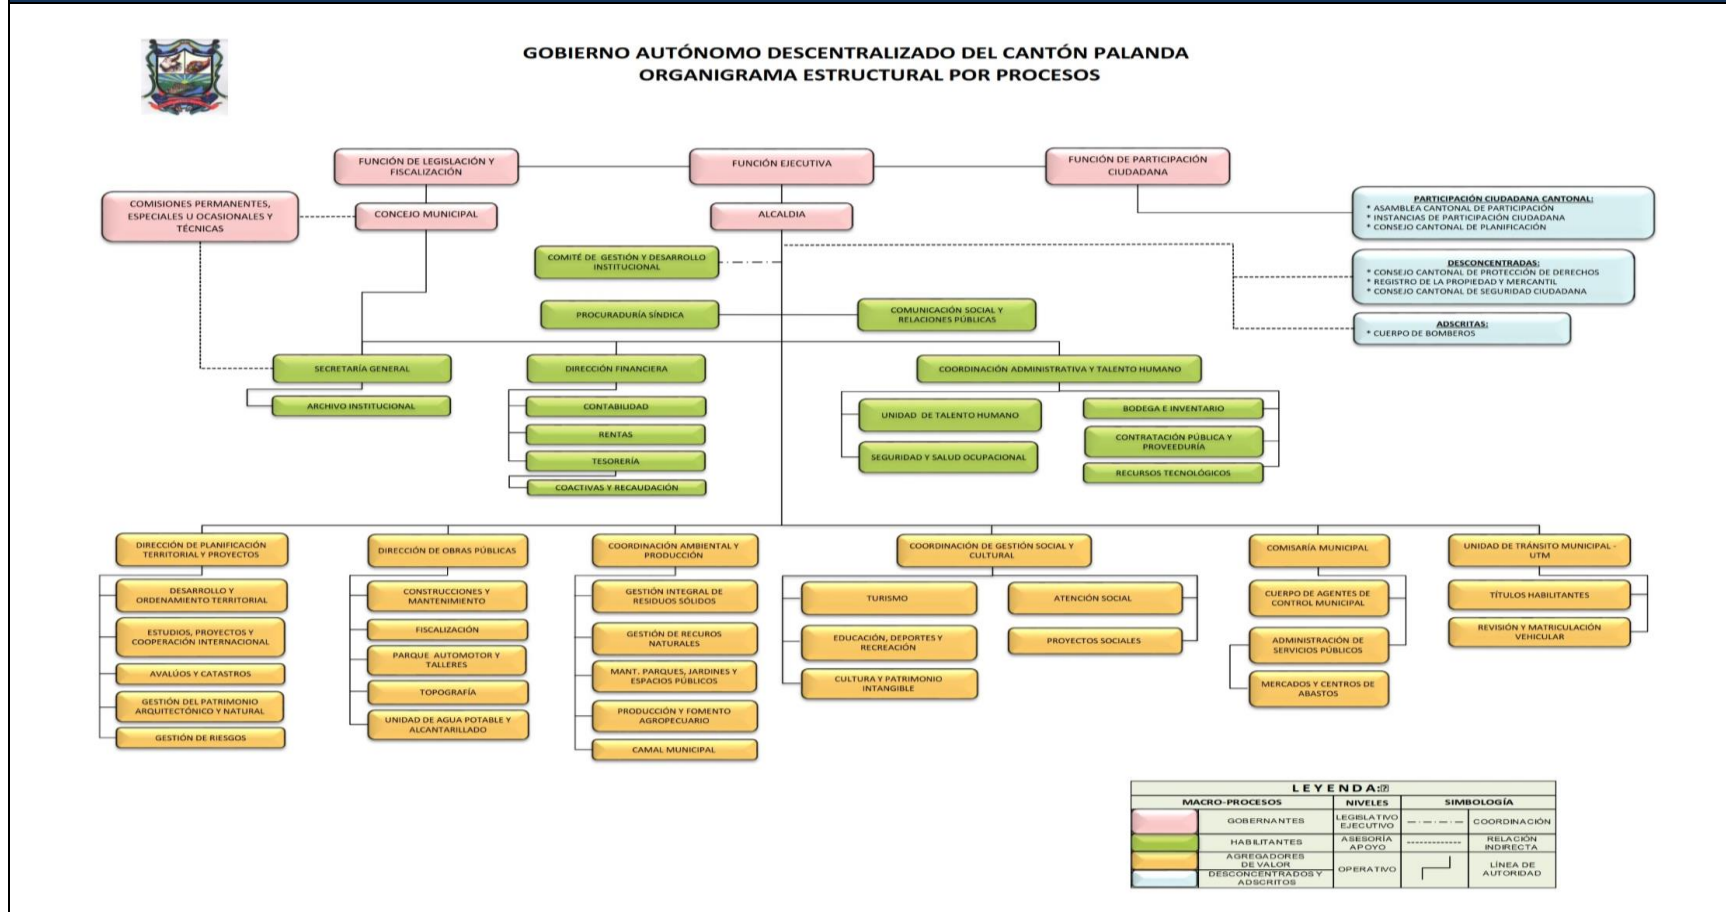 GOBIERNO AUTÓNOMO DESCENTRALIZADO DEL CANTÓN PALANDA
ORGANIGRAMA ESTRUCTURAL POR PROCESOS
FUNCIÓN DE LEGISLACIÓN Y
FISCALIZACIÓN
FUNCIÓN EJECUTIVA
FUNCIÓN DE PARTICIPACIÓN
CIUDADANA
COMISIONES PERMANENTES,
ESPECIALES U OCASIONALES Y
TÉCNICAS
CONCEJO MUNICIPAL
ALCALDIA
PARTICIPACIÓN CIUDADANA CANTONAL:
* ASAMBLEA CANTONAL DE PARTICIPACIÓN
* INSTANCIAS DE PARTICIPACIÓN CIUDADANA
* CONSEJO CANTONAL DE PLANIFICACIÓN
COMITÉ DE GESTIÓN Y DESARROLLO
INSTITUCIONAL
DESCONCENTRADAS:
* CONSEJO CANTONAL DE PROTECCIÓN DE DERECHOS
* REGISTRO DE LA PROPIEDAD Y MERCANTIL
* CONSEJO CANTONAL DE SEGURIDAD CIUDADANA
PROCURADURÍA SÍNDICA
COMUNICACIÓN SOCIAL Y
RELACIONES PÚBLICAS
ADSCRITAS:
* CUERPO DE BOMBEROS
SECRETARÍA GENERAL
DIRECCIÓN FINANCIERA
COORDINACIÓN ADMINISTRATIVA Y TALENTO HUMANO
ARCHIVO INSTITUCIONAL
CONTABILIDAD
RENTAS
TESORERÍA
COACTIVAS Y RECAUDACIÓN
UNIDAD DE TALENTO HUMANO
SEGURIDAD Y SALUD OCUPACIONAL
BODEGA E INVENTARIO
CONTRATACIÓN PÚBLICA Y
PROVEEDURÍA
RECURSOS TECNOLÓGICOS
DIRECCIÓN DE PLANIFICACIÓN
TERRITORIAL Y PROYECTOS
DESARROLLO Y
ORDENAMIENTO TERRITORIAL
ESTUDIOS, PROYECTOS Y
COOPERACIÓN INTERNACIONAL
AVALÚOS Y CATASTROS
GESTIÓN DEL PATRIMONIO
ARQUITECTÓNICO Y NATURAL
GESTIÓN DE RIESGOS
DIRECCIÓN DE OBRAS PÚBLICAS
CONSTRUCCIONES Y
MANTENIMIENTO
FISCALIZACIÓN
PARQUE AUTOMOTOR Y
TALLERES
TOPOGRAFÍA
UNIDAD DE AGUA POTABLE Y
ALCANTARILLADO
COORDINACIÓN AMBIENTAL Y
PRODUCCIÓN
GESTIÓN INTEGRAL DE
RESIDUOS SÓLIDOS
GESTIÓN DE RECUROS
NATURALES
MANT. PARQUES, JARDINES Y
ESPACIOS PÚBLICOS
PRODUCCIÓN Y FOMENTO
AGROPECUARIO
CAMAL MUNICIPAL
COORDINACIÓN DE GESTIÓN SOCIAL Y
CULTURAL
TURISMO
EDUCACIÓN, DEPORTES Y
RECREACIÓN
CULTURA Y PATRIMONIO
INTANGIBLE
ATENCIÓN SOCIAL
PROYECTOS SOCIALES
COMISARÍA MUNICIPAL
CUERPO DE AGENTES DE
CONTROL MUNICIPAL
ADMINISTRACIÓN DE
SERVICIOS PÚBLICOS
MERCADOS Y CENTROS DE
ABASTOS
UNIDAD DE TRÁNSITO MUNICIPAL -
UTM
TÍTULOS HABILITANTES
REVISIÓN Y MATRICULACIÓN
VEHICULAR
LEYENDA:
MACRO-PROCESOS NIVELES SIMBOLOGÍA
GOBERNANTES
LEGISLATIVO
EJECUTIVO
COORDINACIÓN
HABILITANTES
ASESORÍA
APOYO
RELACIÓN
INDIRECTA
AGREGADORES
DE VALOR
OPERATIVO
LÍNEA DE
AUTORIDAD
DESCONCENTRADOS Y
ADSCRITOS